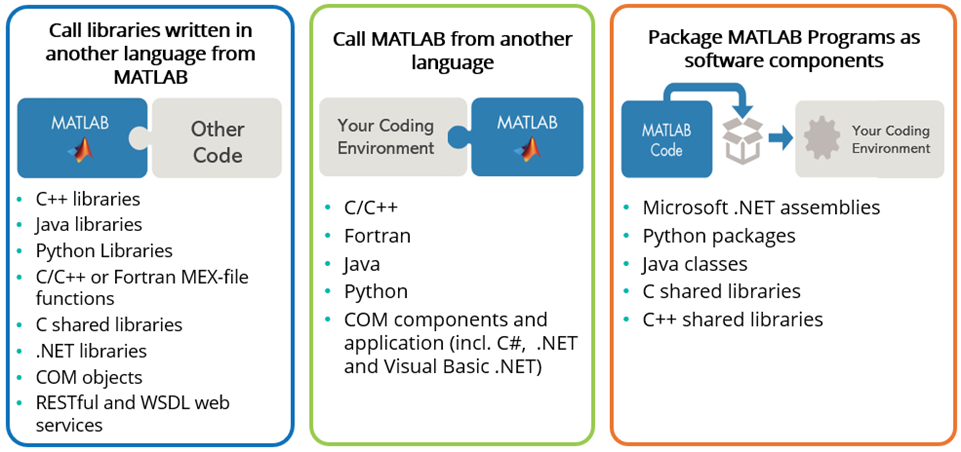 Call libraries written in
another language from
MATLAB
MATLAB
Other
Code
• C++ libraries
• Java libraries
• Python Libraries
• C/C++ or Fortran MEX-file
functions
• C shared libraries
• .NET libraries
• COM objects
• RESTful and WSDL web
services
Call MATLAB from another
language
Your Coding
Environment
MATLAB
• C/C++
• Fortran
• Java
• Python
• COM components and
application (incl. C#, .NET
and Visual Basic .NET)
Package MATLAB Programs as
software components
MATLAB
Code
Your Coding
Environment
• Microsoft .NET assemblies
• Python packages
• Java classes
• C shared libraries
• C++ shared libraries